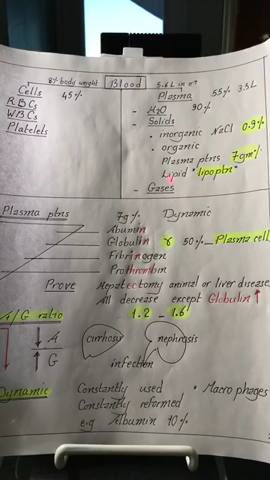 8% body weight Blood 5.6 L in ♂
Cells 45%
RBCs
WBCs
Platelets
Plasma 55% 3.5L
- H2O 90%
- Solids
. inorganic NaCl 0.9%
. organic
Plasma ptns 7gm%
Lipid "lipoptn"
- Gases
Plasma ptns 7g% Dynamic
Abumin
Globulin γ 50% Plasma cell
Fibrinogen
Prothrombin
Prove Hepatectomy animal or liver disease
All decrease except Globulin ↑
A/G ratio 1.2 - 1.6
↓ ↑ A cirrhosis nephrosis
↑ G
infection
Dynamic Constantly used * Macrophages
Constantly reformed
e.g Albumin 10%